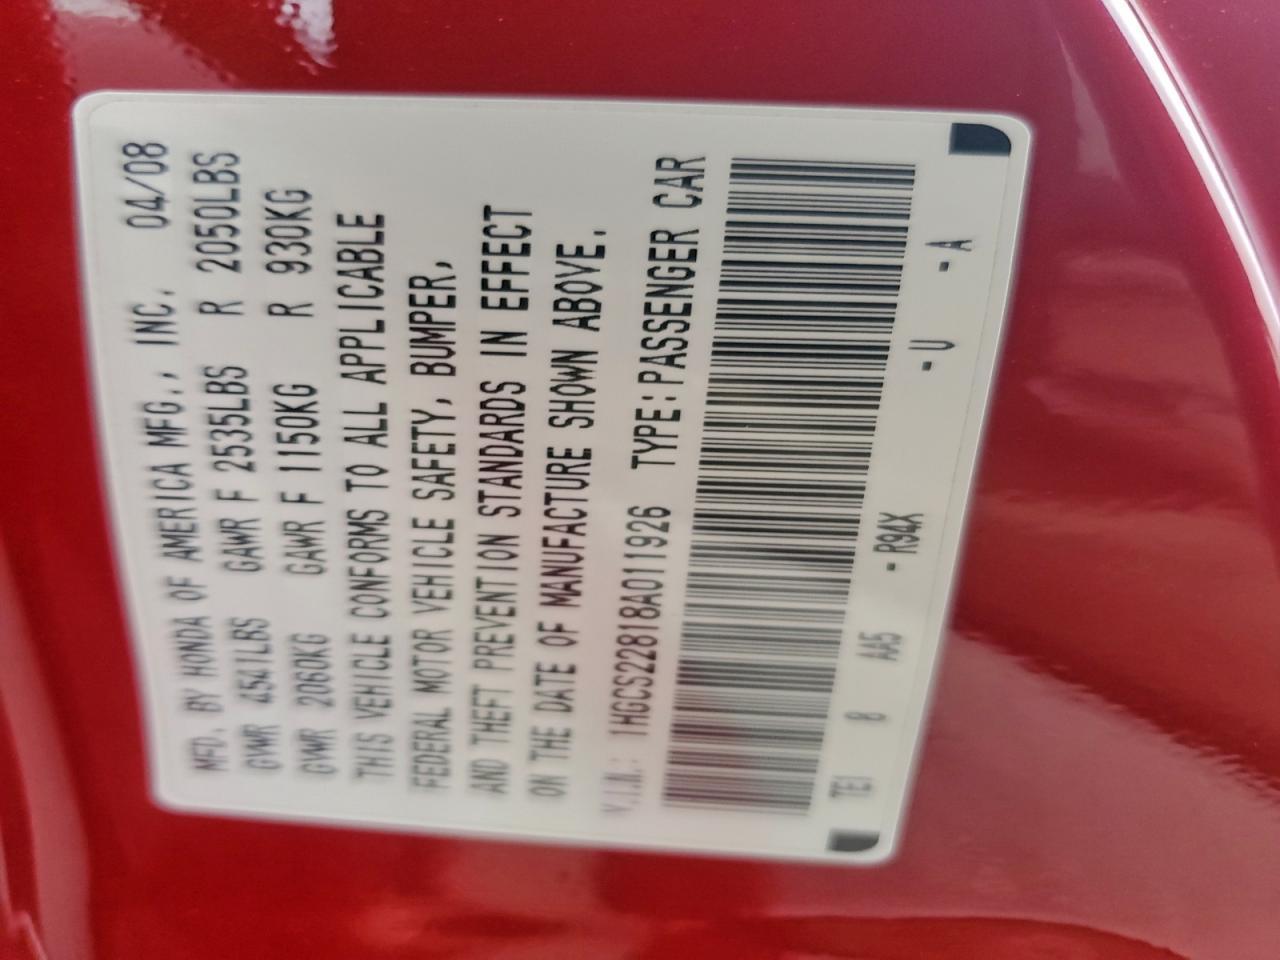 MFD. BY HONDA OF AMERICA MFG., INC. 04/08
GVWR 4541LBS GAWR F 2535LBS R 2050LBS
GVWR 2060KG GAWR F 1150KG R 930KG
THIS VEHICLE CONFORMS TO ALL APPLICABLE
FEDERAL MOTOR VEHICLE SAFETY, BUMPER,
AND THEFT PREVENTION STANDARDS IN EFFECT
ON THE DATE OF MANUFACTURE SHOWN ABOVE.
V.I.N.: 1HGCS22818A011926 TYPE:PASSENGER CAR
TE1 0 AA5 -R94X -U -A